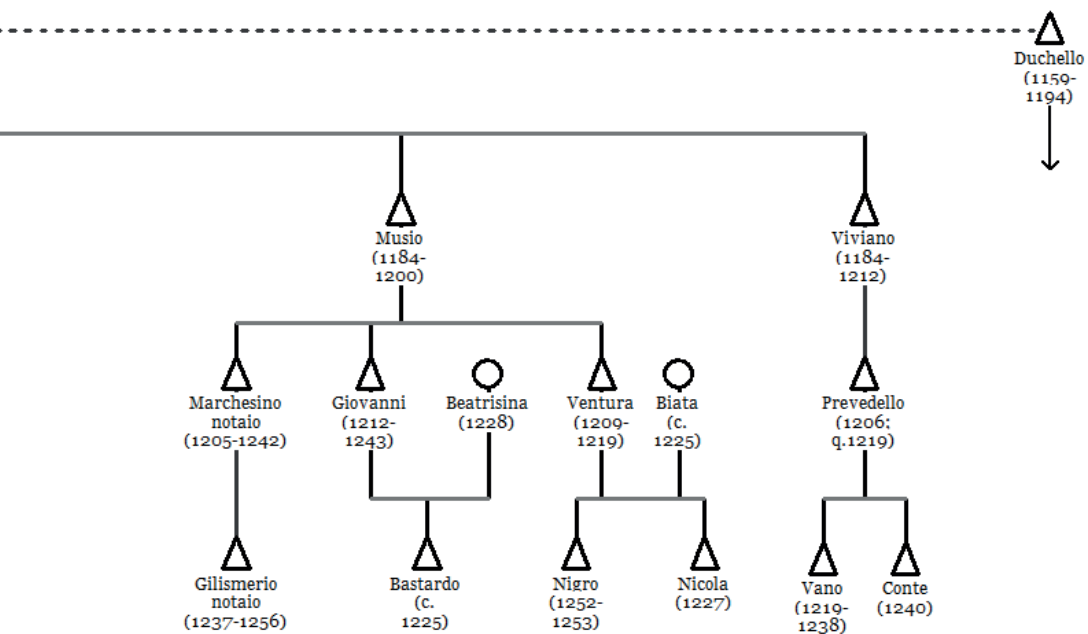 Duchello
(1159-
1194)
Musio
(1184-
1200)
Viviano
(1184-
1212)
Marchesino
notaio
(1205-1242)
Giovanni
(1212-
1243)
Beatrisina
(1228)
Ventura
(1209-
1219)
Biata
(c.
1225)
Prevedello
(1206;
q.1219)
Gilismerio
notaio
(1237-1256)
Bastardo
(c.
1225)
Nigro
(1252-
1253)
Nicola
(1227)
Vano
(1219-
1238)
Conte
(1240)